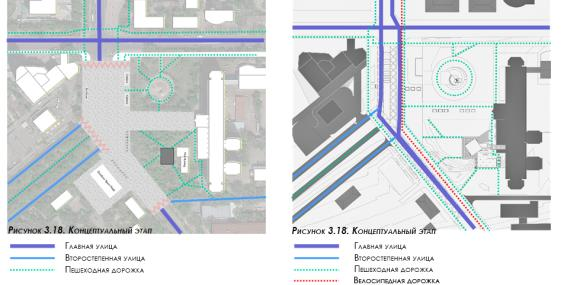 Рисунок 3.18. Концептуальный этап
Главная улица
Второстепенная улица
Пешеходная дорожка
Рисунок 3.18. Концептуальный этап
Главная улица
Второстепенная улица
Пешеходная дорожка
Велосипедная дорожка